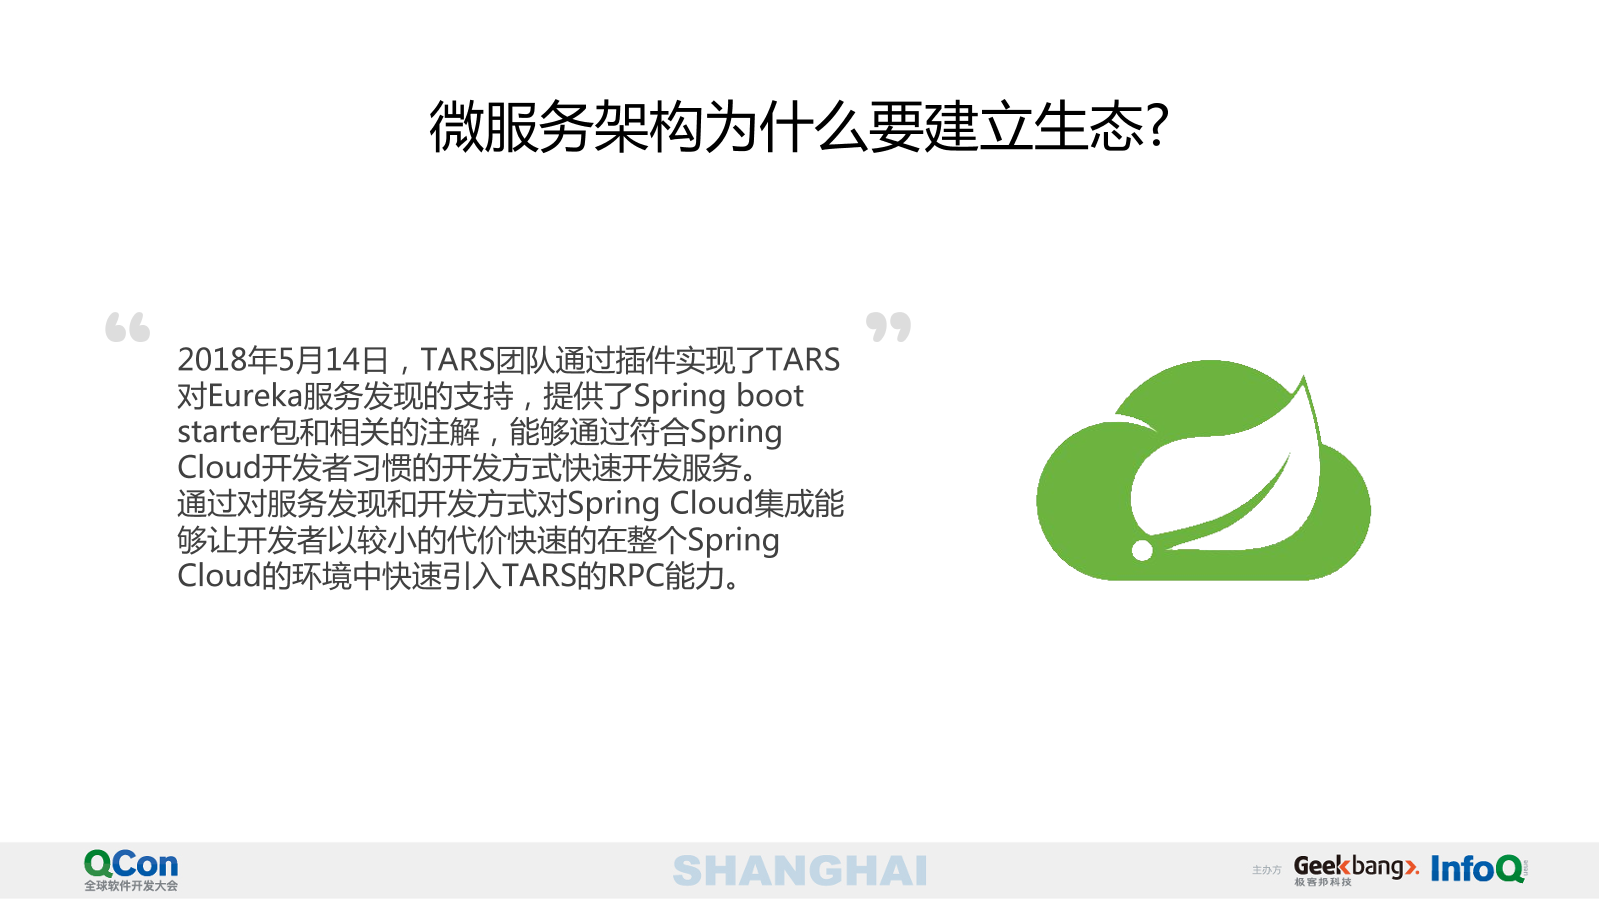 微服务架构为什么要建立生态?
“ ”
2018年5月14日，TARS团队通过插件实现了TARS
对Eureka服务发现的支持，提供了Spring boot
starter包和相关的注解，能够通过符合Spring
Cloud开发者习惯的开发方式快速开发服务。
通过对服务发现和开发方式对Spring Cloud集成能
够让开发者以较小的代价快速的在整个Spring
Cloud的环境中快速引入TARS的RPC能力。
QCon
全球软件开发大会
SHANGHAI
主办方
Geekbang
极客邦科技
InfoQ